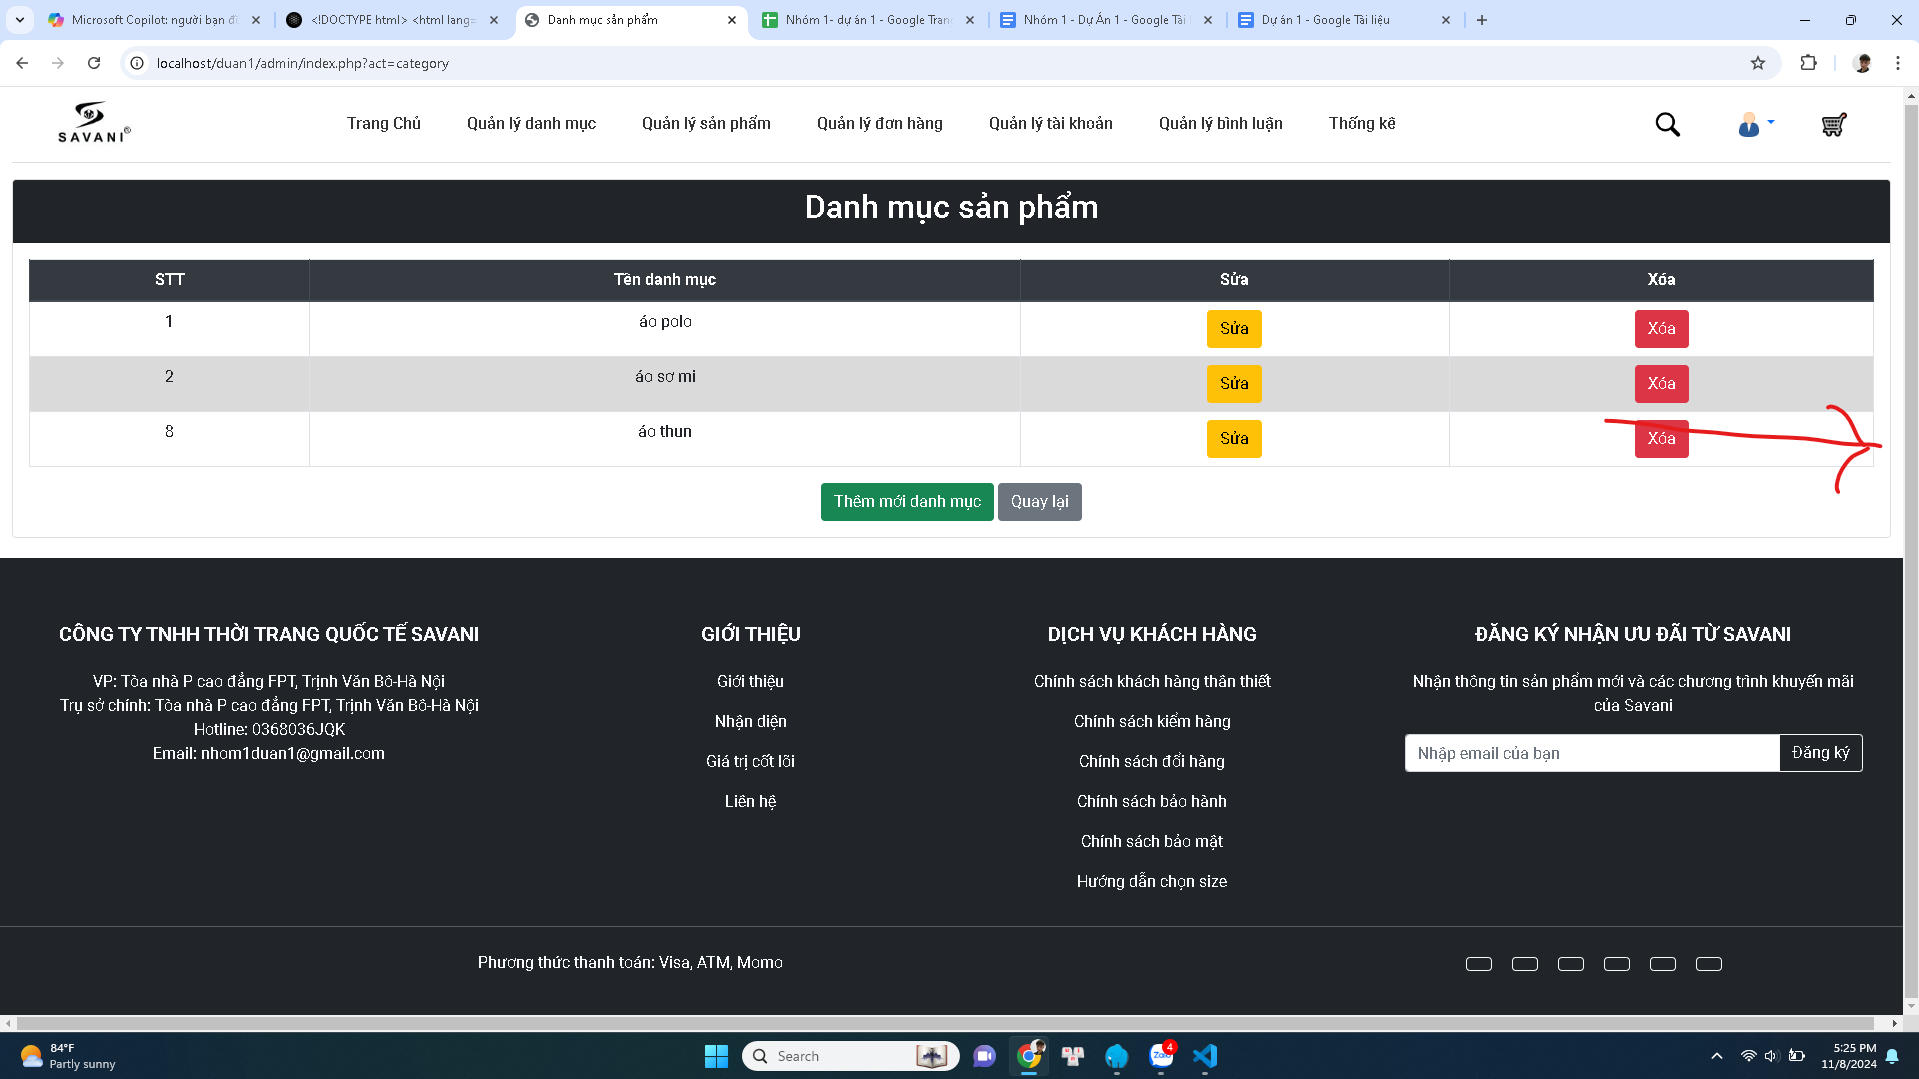 Microsoft Copilot: người bạn đ
<!DOCTYPE html> <html lang=
Danh mục sản phẩm
Nhóm 1- dự án 1 - Google Tran
Nhóm 1 - Dự Án 1 - Google Tài l
Dự án 1 - Google Tài liệu
localhost/duan1/admin/index.php?act=category
SAVANI®
Trang Chủ
Quản lý danh mục
Quản lý sản phẩm
Quản lý đơn hàng
Quản lý tài khoản
Quản lý bình luận
Thống kê
Danh mục sản phẩm
STT
Tên danh mục
Sửa
Xóa
1
áo polo
Sửa
Xóa
2
áo sơ mi
Sửa
Xóa
8
áo thun
Sửa
Xóa
Thêm mới danh mục
Quay lại
CÔNG TY TNHH THỜI TRANG QUỐC TẾ SAVANI
VP: Tòa nhà P cao đẳng FPT, Trịnh Văn Bô-Hà Nội
Trụ sở chính: Tòa nhà P cao đẳng FPT, Trịnh Văn Bô-Hà Nội
Hotline: 0368036JQK
Email: nhom1duan1@gmail.com
GIỚI THIỆU
Giới thiệu
Nhận diện
Giá trị cốt lõi
Liên hệ
DỊCH VỤ KHÁCH HÀNG
Chính sách khách hàng thân thiết
Chính sách kiểm hàng
Chính sách đổi hàng
Chính sách bảo hành
Chính sách bảo mật
Hướng dẫn chọn size
ĐĂNG KÝ NHẬN ƯU ĐÃI TỪ SAVANI
Nhận thông tin sản phẩm mới và các chương trình khuyến mãi
của Savani
Nhập email của bạn
Đăng ký
Phương thức thanh toán: Visa, ATM, Momo
84°F
Partly sunny
Search
Zalo
4
5:25 PM
11/8/2024